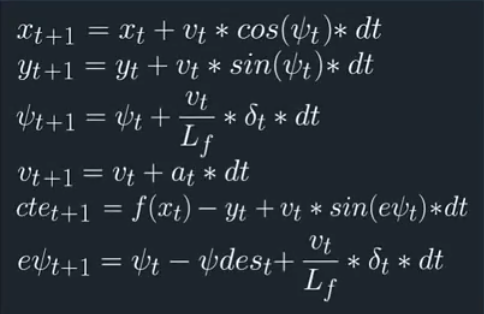 x_{t+1} = x_t + v_t * cos(ψ_t) * dt
y_{t+1} = y_t + v_t * sin(ψ_t) * dt
ψ_{t+1} = ψ_t + \frac{v_t}{L_f} * δ_t * dt
v_{t+1} = v_t + a_t * dt
cte_{t+1} = f(x_t) − y_t + v_t * sin(eψ_t) * dt
eψ_{t+1} = ψ_t − ψdes_t + \frac{v_t}{L_f} * δ_t * dt